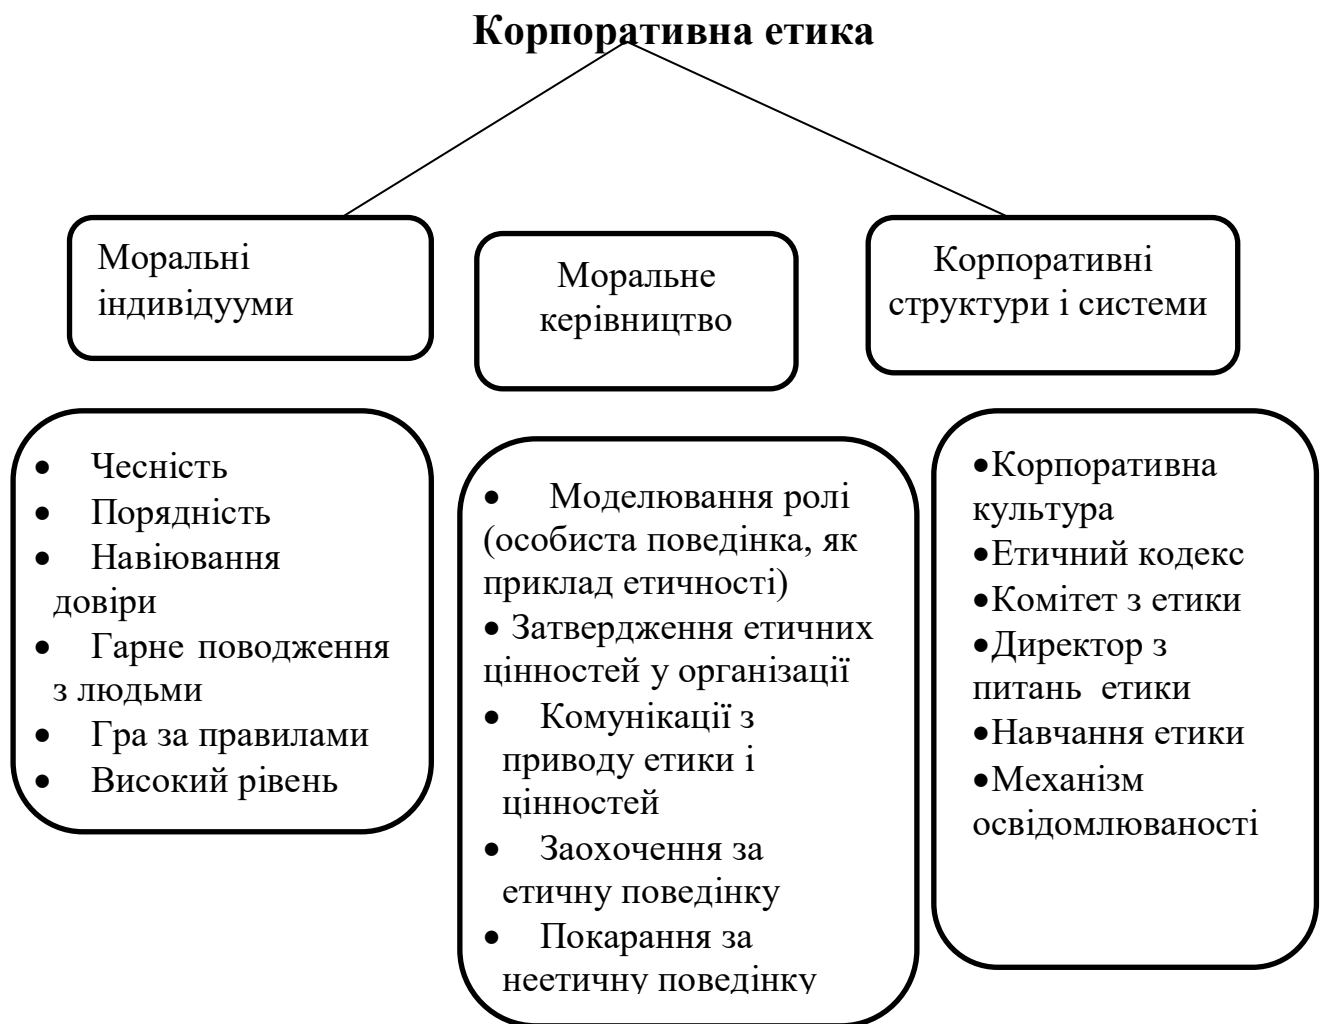 Корпоративна етика
Моральні
індивідууми
Моральне
керівництво
Корпоративні
структури і системи
• Чесність
• Порядність
• Навіювання
довіри
• Гарне поводження
з людьми
• Гра за правилами
• Високий рівень
• Моделювання ролі
(особиста поведінка, як
приклад етичності)
• Затвердження етичних
цінностей у організації
• Комунікації з
приводу етики і
цінностей
• Заохочення за
етичну поведінку
• Покарання за
неетичну поведінку
•Корпоративна
культура
•Етичний кодекс
•Комітет з етики
•Директор з
питань етики
•Навчання етики
•Механізм
освідомлюваності